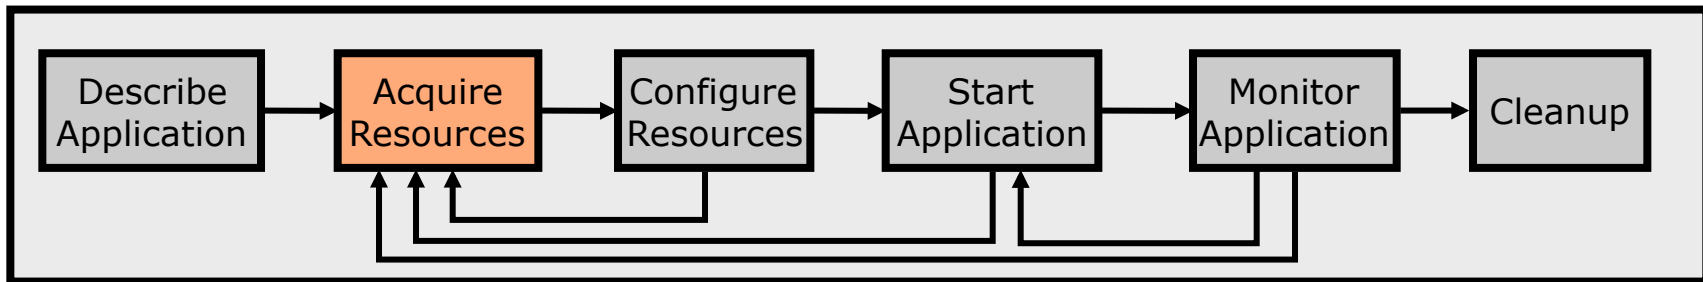 Describe
Application
Acquire
Resources
Configure
Resources
Start
Application
Monitor
Application
Cleanup